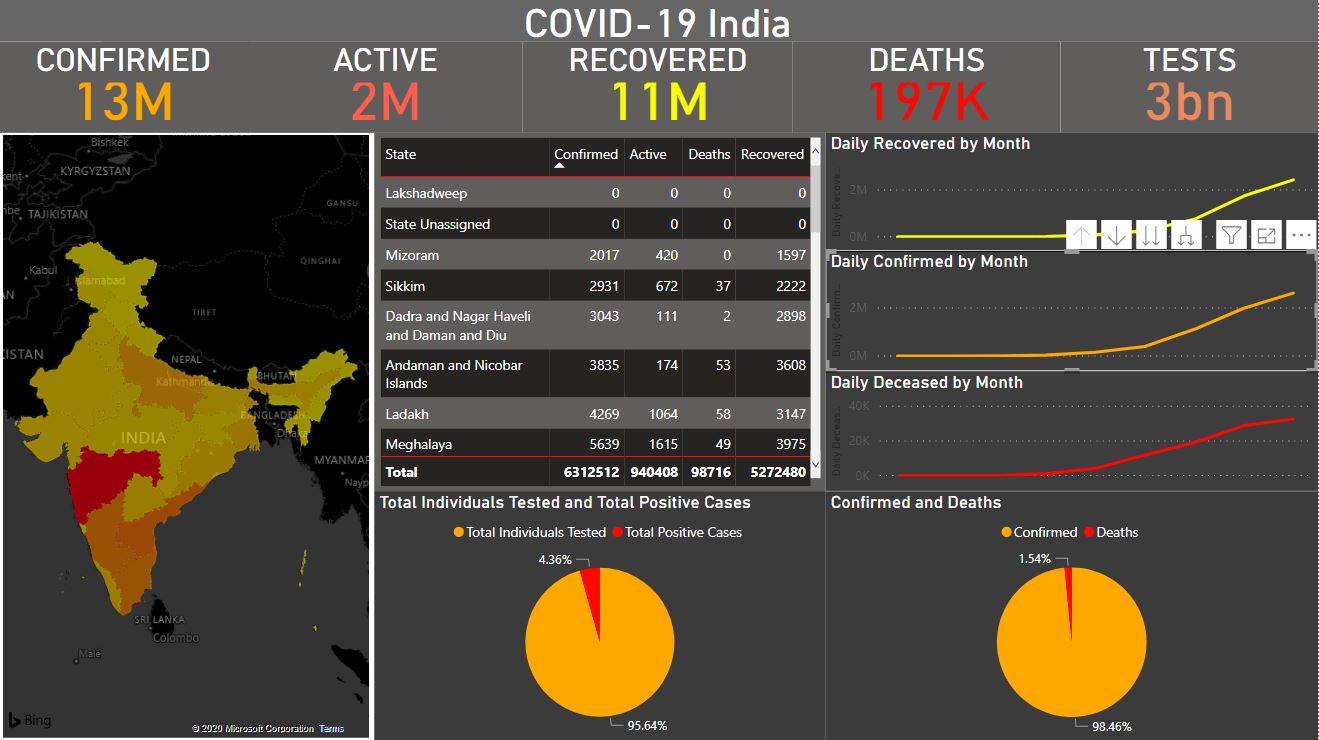 COVID-19 India
CONFIRMED
13M
ACTIVE
2M
RECOVERED
11M
DEATHS
197K
TESTS
3bn
Bishkek
KYRGYZSTAN
TAJIKISTAN
GANSU
Kabul
QINGHAI
Islamabad
TIBET
NEPAL
Kathmandu
BHUTAN
BANGLADESH
Dhaka
INDIA
MYANMAR
SRI LANKA
Colombo
Malé
Bing
© 2020 Microsoft Corporation Terms
State Confirmed Active Deaths Recovered
Lakshadweep 0 0 0 0
State Unassigned 0 0 0 0
Mizoram 2017 420 0 1597
Sikkim 2931 672 37 2222
Dadra and Nagar Haveli
and Daman and Diu 3043 111 2 2898
Andaman and Nicobar
Islands 3835 174 53 3608
Ladakh 4269 1064 58 3147
Meghalaya 5639 1615 49 3975
Total 6312512 940408 98716 5272480
Daily Recovered by Month
Daily Recove...
2M
0M
Daily Confirmed by Month
Daily Confirm...
2M
0M
Daily Deceased by Month
Daily Deceas...
40K
20K
0K
Total Individuals Tested and Total Positive Cases
Total Individuals Tested Total Positive Cases
4.36%
95.64%
Confirmed and Deaths
Confirmed Deaths
1.54%
98.46%